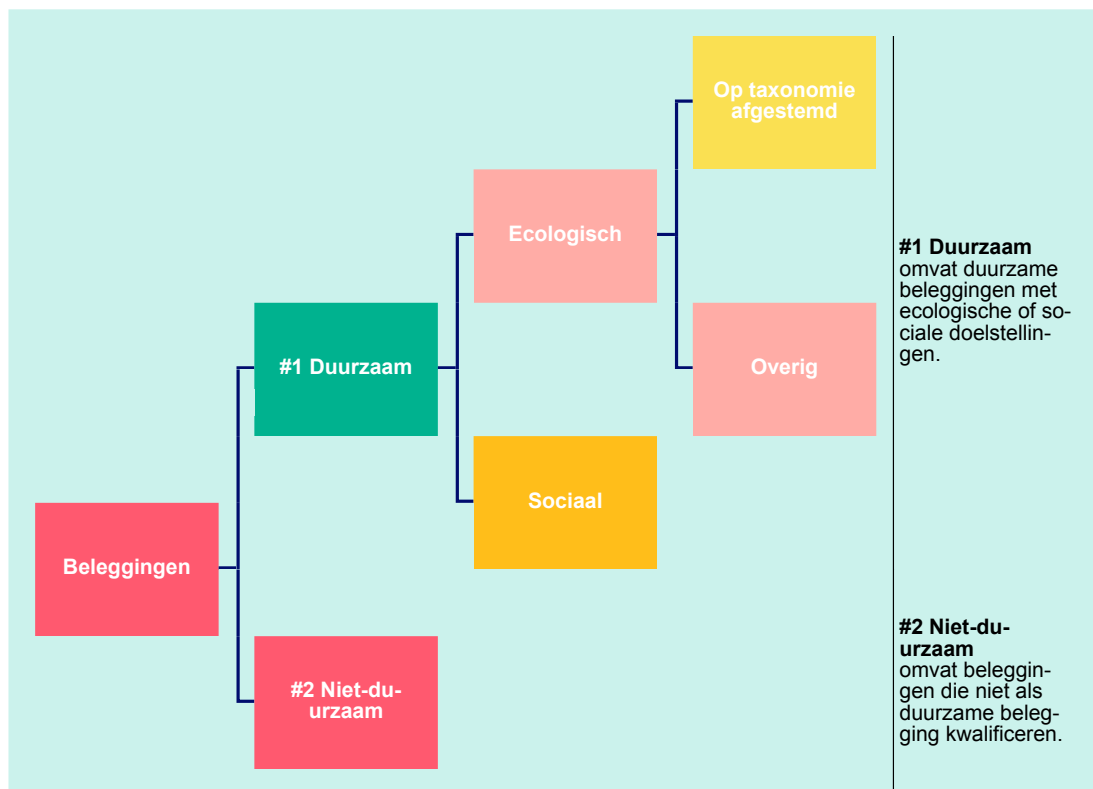 Op taxonomie
afgestemd
Ecologisch
#1 Duurzaam
Overig
Sociaal
Beleggingen
#2 Niet-du-
urzaam
#1 Duurzaam
omvat duurzame
beleggingen met
ecologische of so-
ciale doelstellin-
gen.
#2 Niet-du-
urzaam
omvat beleggin-
gen die niet als
duurzame beleg-
ging kwalificeren.